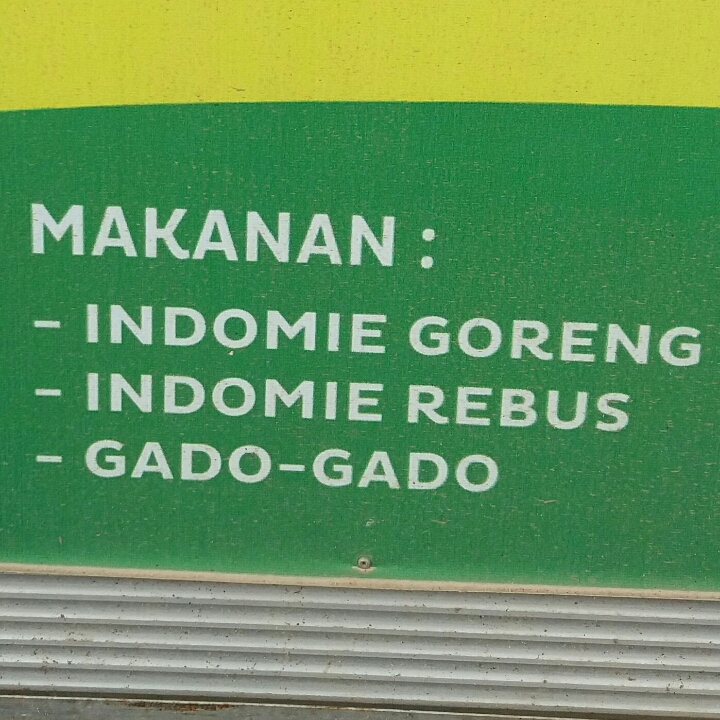 MAKANAN :
- INDOMIE GORENG
- INDOMIE REBUS
- GADO-GADO